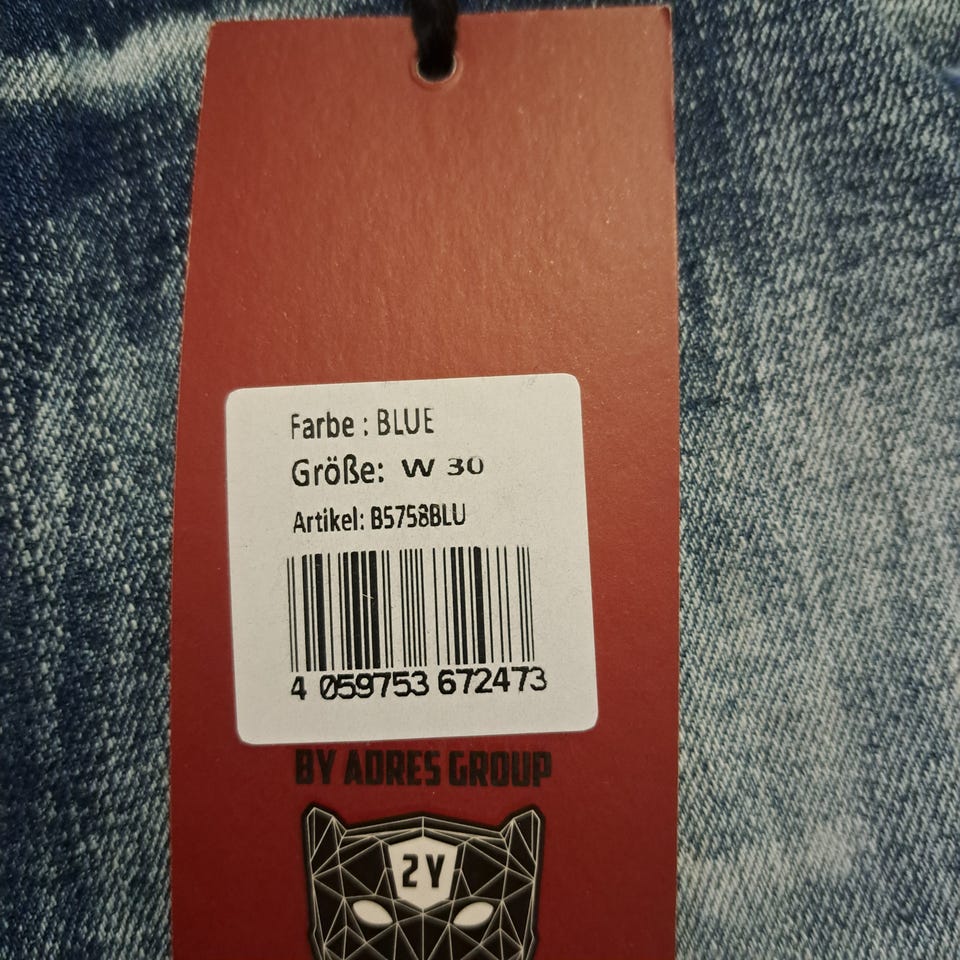 Farbe : BLUE
Größe: W 30
Artikel: B5758BLU
4 059753 672473
BY ADRES GROUP
2Y